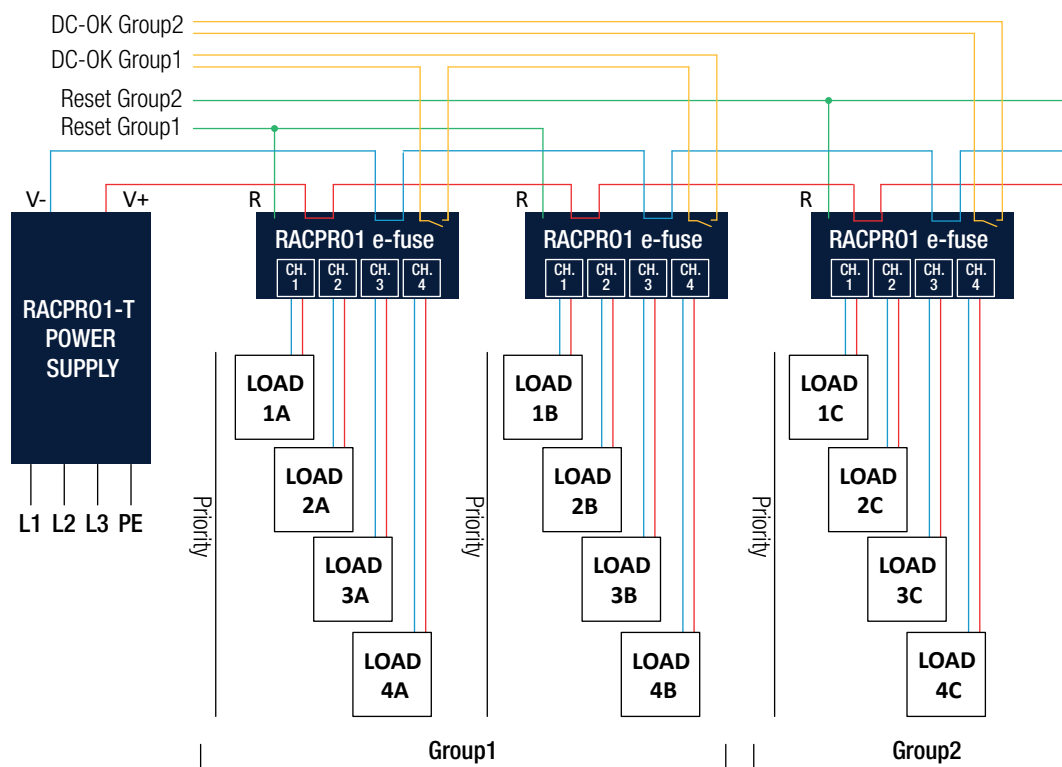 DC-OK Group2
DC-OK Group1
Reset Group2
Reset Group1
V-
V+
R
R
R
RACPRO1-T
POWER
SUPPLY
L1 L2 L3 PE
RACPRO1 e-fuse
CH.
1
CH.
2
CH.
3
CH.
4
RACPRO1 e-fuse
CH.
1
CH.
2
CH.
3
CH.
4
RACPRO1 e-fuse
CH.
1
CH.
2
CH.
3
CH.
4
Priority
LOAD
1A
LOAD
2A
LOAD
3A
LOAD
4A
Priority
LOAD
1B
LOAD
2B
LOAD
3B
LOAD
4B
Priority
LOAD
1C
LOAD
2C
LOAD
3C
LOAD
4C
Group1
Group2